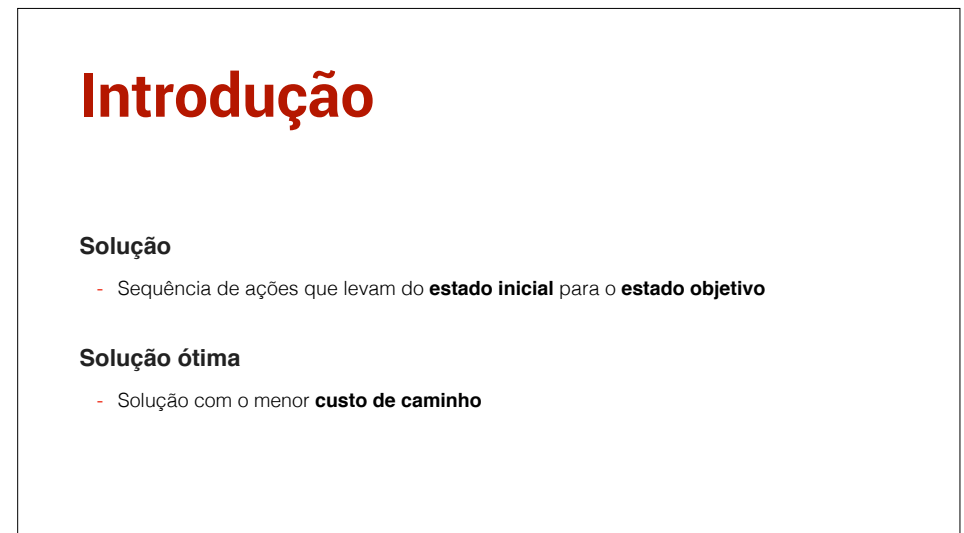 Introdução
Solução
- Sequência de ações que levam do estado inicial para o estado objetivo
Solução ótima
- Solução com o menor custo de caminho